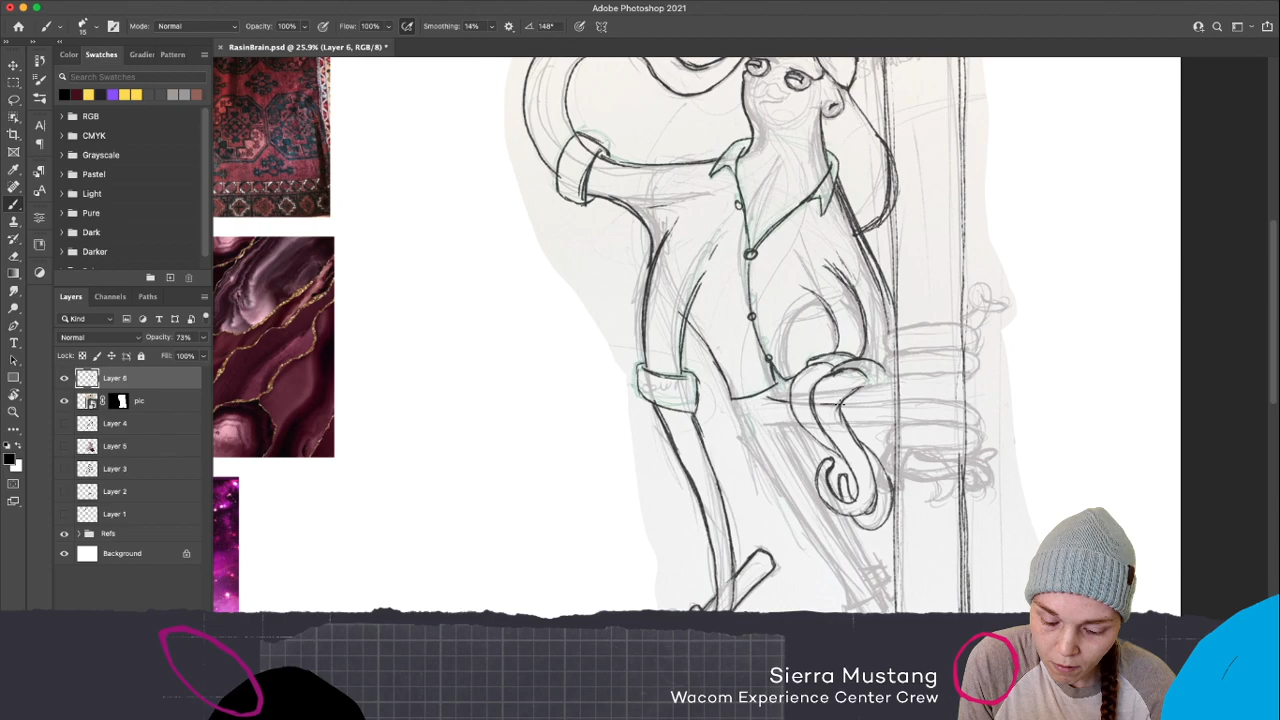 Adobe Photoshop 2021
15 Mode: Normal Opacity: 100% Flow: 100% Smoothing: 14% 148°
Color Swatches Gradier Pattern
RasinBrain.psd @ 25.9% (Layer 6, RGB/8) *
Search Swatches
RGB
CMYK
Grayscale
Pastel
Light
Pure
Dark
Darker
Layers Channels Paths
Kind
Normal Opacity: 73%
Lock: Fill: 100%
Layer 6
pic
Layer 4
Layer 5
Layer 3
Layer 2
Layer 1
Refs
Background
Sierra Mustang
Wacom Experience Center Crew